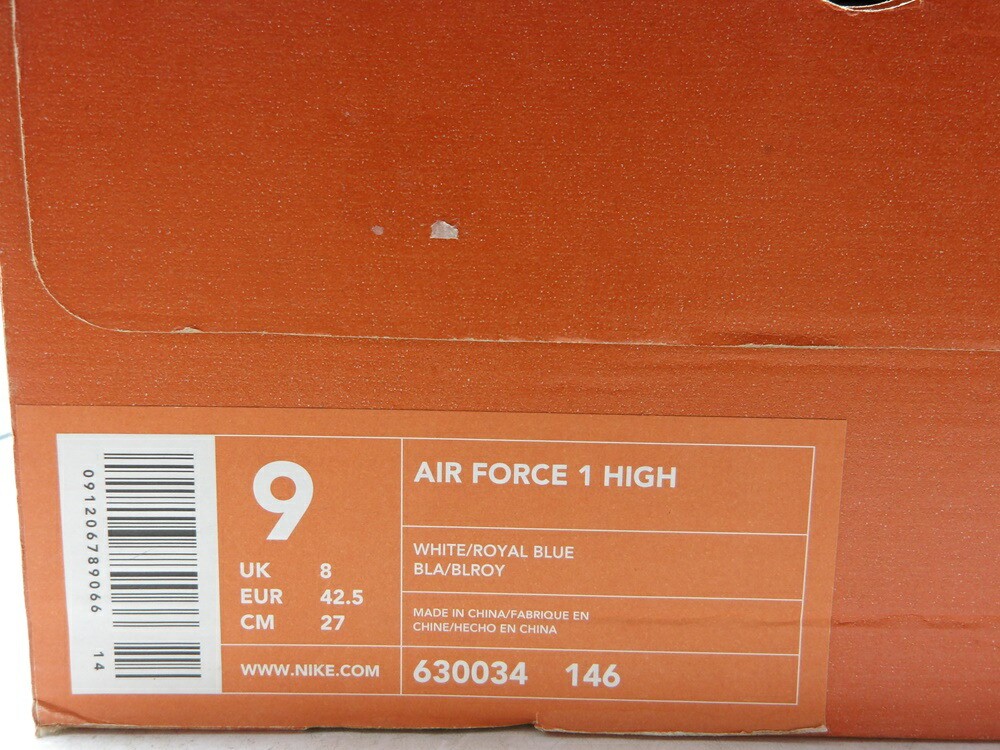 091206789066
14
9
UK 8
EUR 42.5
CM 27
WWW.NIKE.COM
AIR FORCE 1 HIGH
WHITE/ROYAL BLUE
BLA/BLROY
MADE IN CHINA/FABRIQUE EN
CHINE/HECHO EN CHINA
630034 146